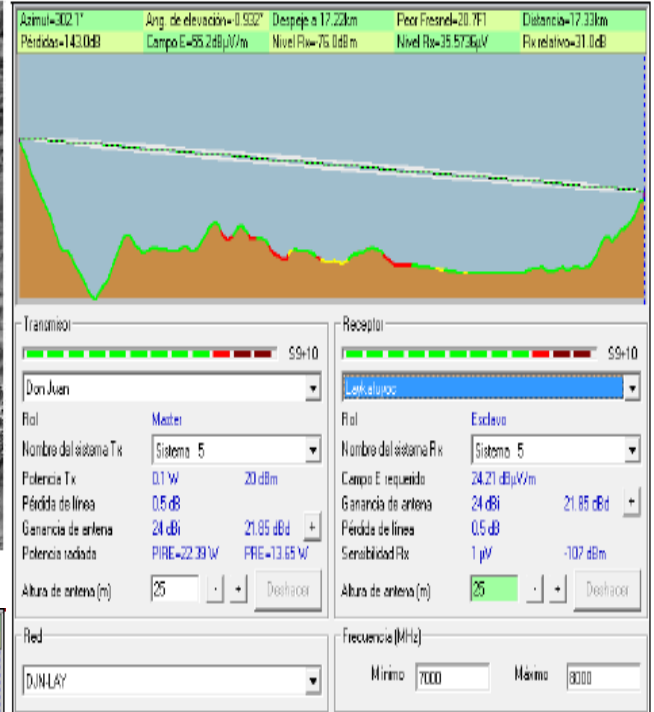 Azimut=302.1° Ang. de elevación=-0.932° Despeje a 17.22km Peor Fresnel=20.7F1 Distancia=17.33km
Pérdidas=143.0dB Campo E=55.2dBµV/m Nivel Rx=-76.0dBm Nivel Rx=35.5736µV Rx relativo=31.0dB
Transmisor
S9+10
Don Juan
Rol Master
Nombre del sistema Tx Sistema 5
Potencia Tx 0.1 W 20 dBm
Pérdida de línea 0.5 dB
Ganancia de antena 24 dBi 21.85 dBd +
Potencia radiada PIRE=22.39 W PRE=13.65 W
Altura de antena (m) 25 - + Deshacer
Red
DJN-LAY
Receptor
S9+10
Rol Esclavo
Nombre del sistema Rx Sistema 5
Campo E requerido 24.21 dBµV/m
Ganancia de antena 24 dBi 21.85 dBd +
Pérdida de línea 0.5 dB
Sensibilidad Rx 1 µV -107 dBm
Altura de antena (m) 25 - + Deshacer
Frecuencia (MHz)
Mínimo 7000 Máximo 8000